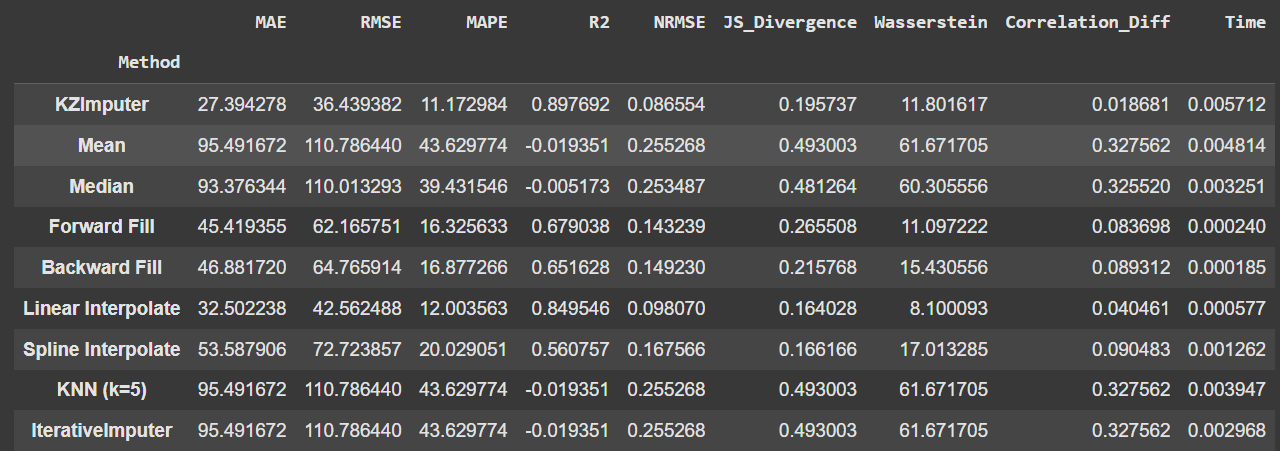 MAE RMSE MAPE R2 NRMSE JS_Divergence Wasserstein Correlation_Diff Time
Method
KZImputer 27.394278 36.439382 11.172984 0.897692 0.086554 0.195737 11.801617 0.018681 0.005712
Mean 95.491672 110.786440 43.629774 -0.019351 0.255268 0.493003 61.671705 0.327562 0.004814
Median 93.376344 110.013293 39.431546 -0.005173 0.253487 0.481264 60.305556 0.325520 0.003251
Forward Fill 45.419355 62.165751 16.325633 0.679038 0.143239 0.265508 11.097222 0.083698 0.000240
Backward Fill 46.881720 64.765914 16.877266 0.651628 0.149230 0.215768 15.430556 0.089312 0.000185
Linear Interpolate 32.502238 42.562488 12.003563 0.849546 0.098070 0.164028 8.100093 0.040461 0.000577
Spline Interpolate 53.587906 72.723857 20.029051 0.560757 0.167566 0.166166 17.013285 0.090483 0.001262
KNN (k=5) 95.491672 110.786440 43.629774 -0.019351 0.255268 0.493003 61.671705 0.327562 0.003947
IterativeImputer 95.491672 110.786440 43.629774 -0.019351 0.255268 0.493003 61.671705 0.327562 0.002968